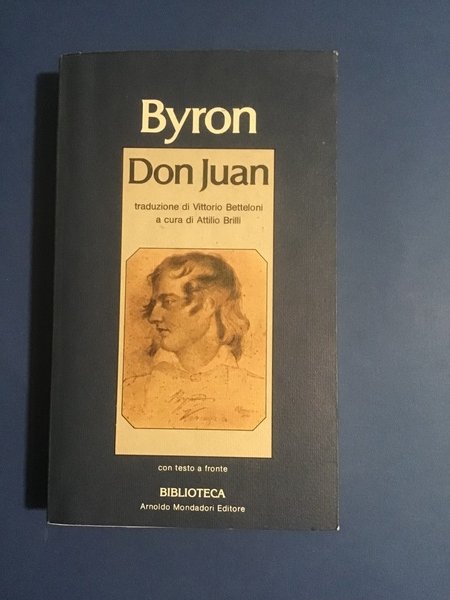 Byron
Don Juan
traduzione di Vittorio Betteloni
a cura di Attilio Brilli
con testo a fronte
BIBLIOTECA
Arnoldo Mondadori Editore